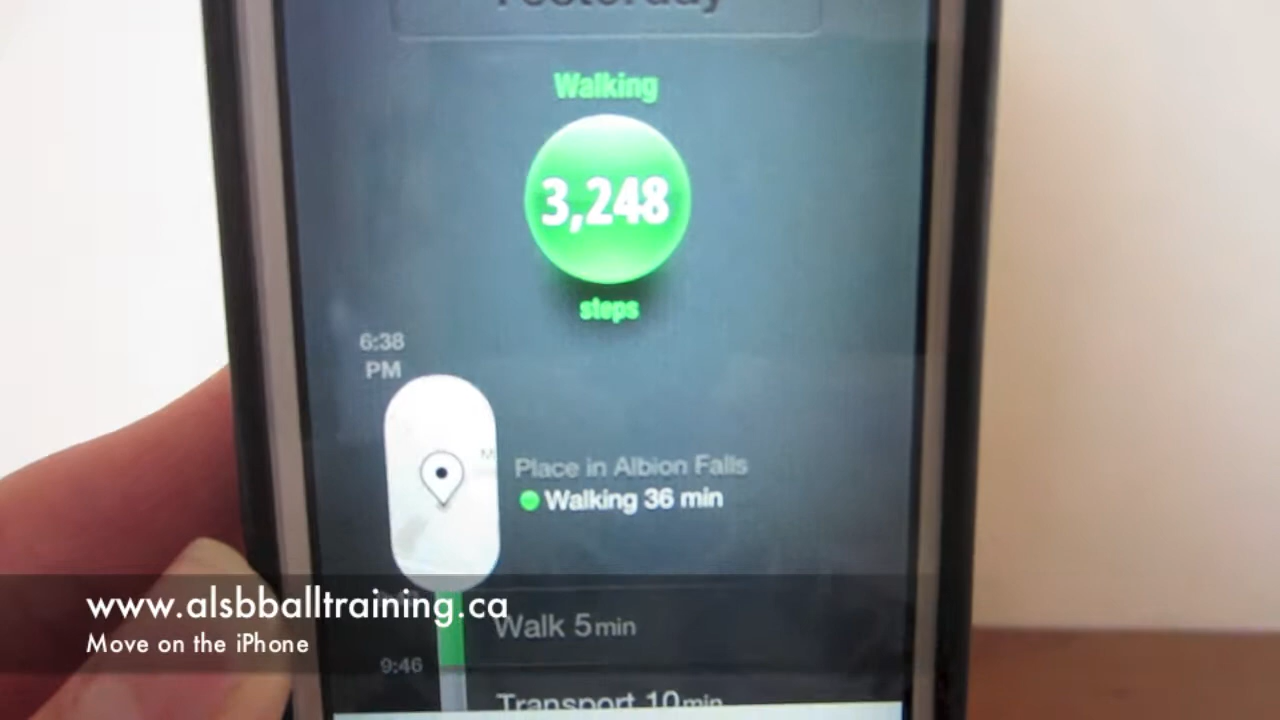 Yesterday
Walking
3,248
steps
6:38
PM
M
Place in Albion Falls
Walking 36 min
www.alsbballtraining.ca
Walk 5min
Move on the iPhone
9:46
Transport 10min